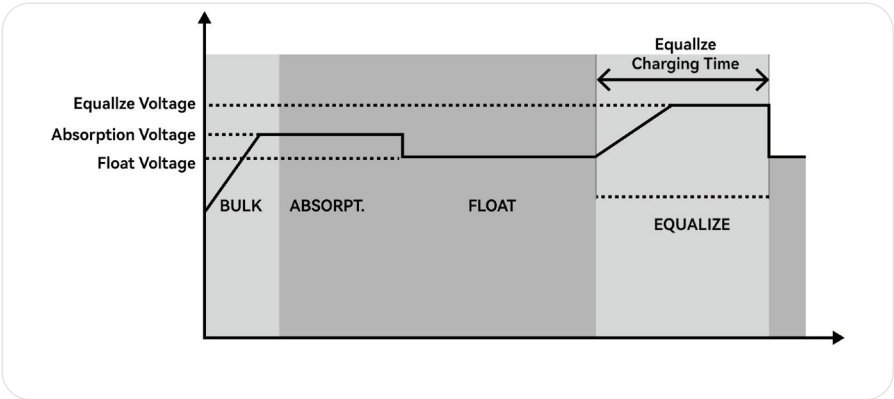 Equallze
Charging Time
Equallze Voltage
Absorption Voltage
Float Voltage
BULK
ABSORPT.
FLOAT
EQUALIZE